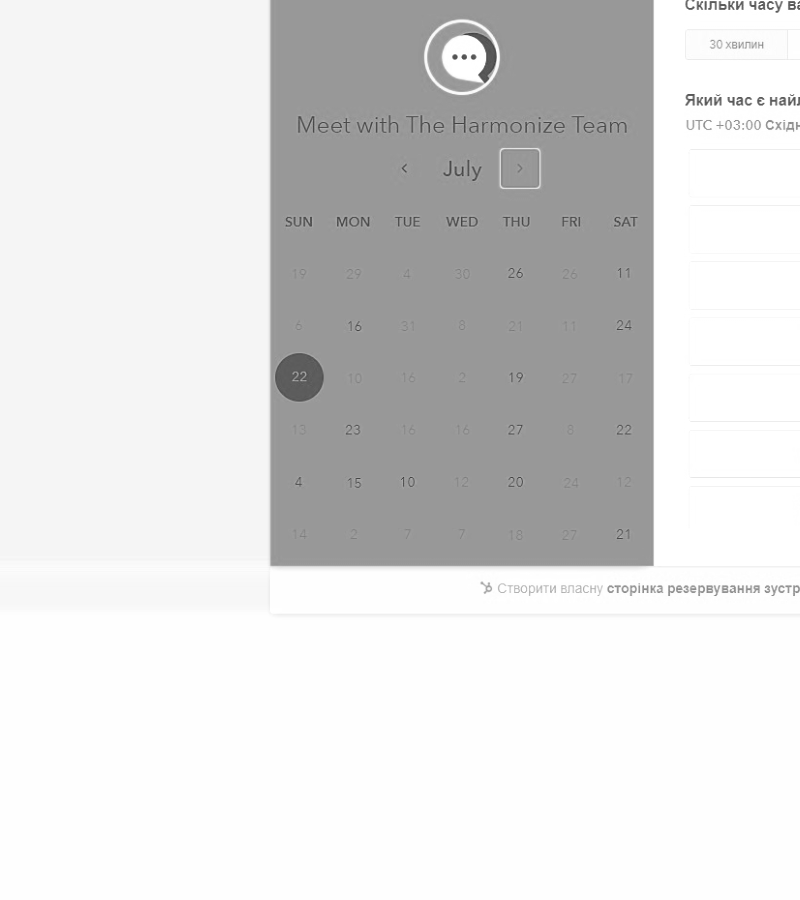 Скільки часу ва
30 хвилин
Meet with The Harmonize Team
Який час є най
UTC +03:00 Східн
July
SUN MON TUE WED THU FRI SAT
19 29 4 30 26 26 11
6 16 31 8 21 11 24
22 10 16 2 19 27 17
13 23 16 16 27 8 22
4 15 10 12 20 24 12
14 2 7 7 18 27 21
Створити власну сторінка резервування зустр